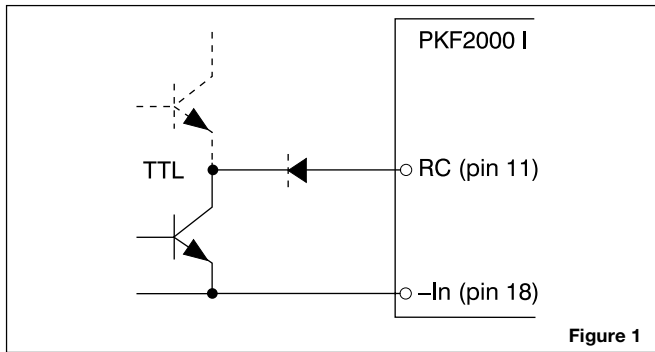 PKF2000 I
TTL
RC (pin 11)
–In (pin 18)
Figure 1